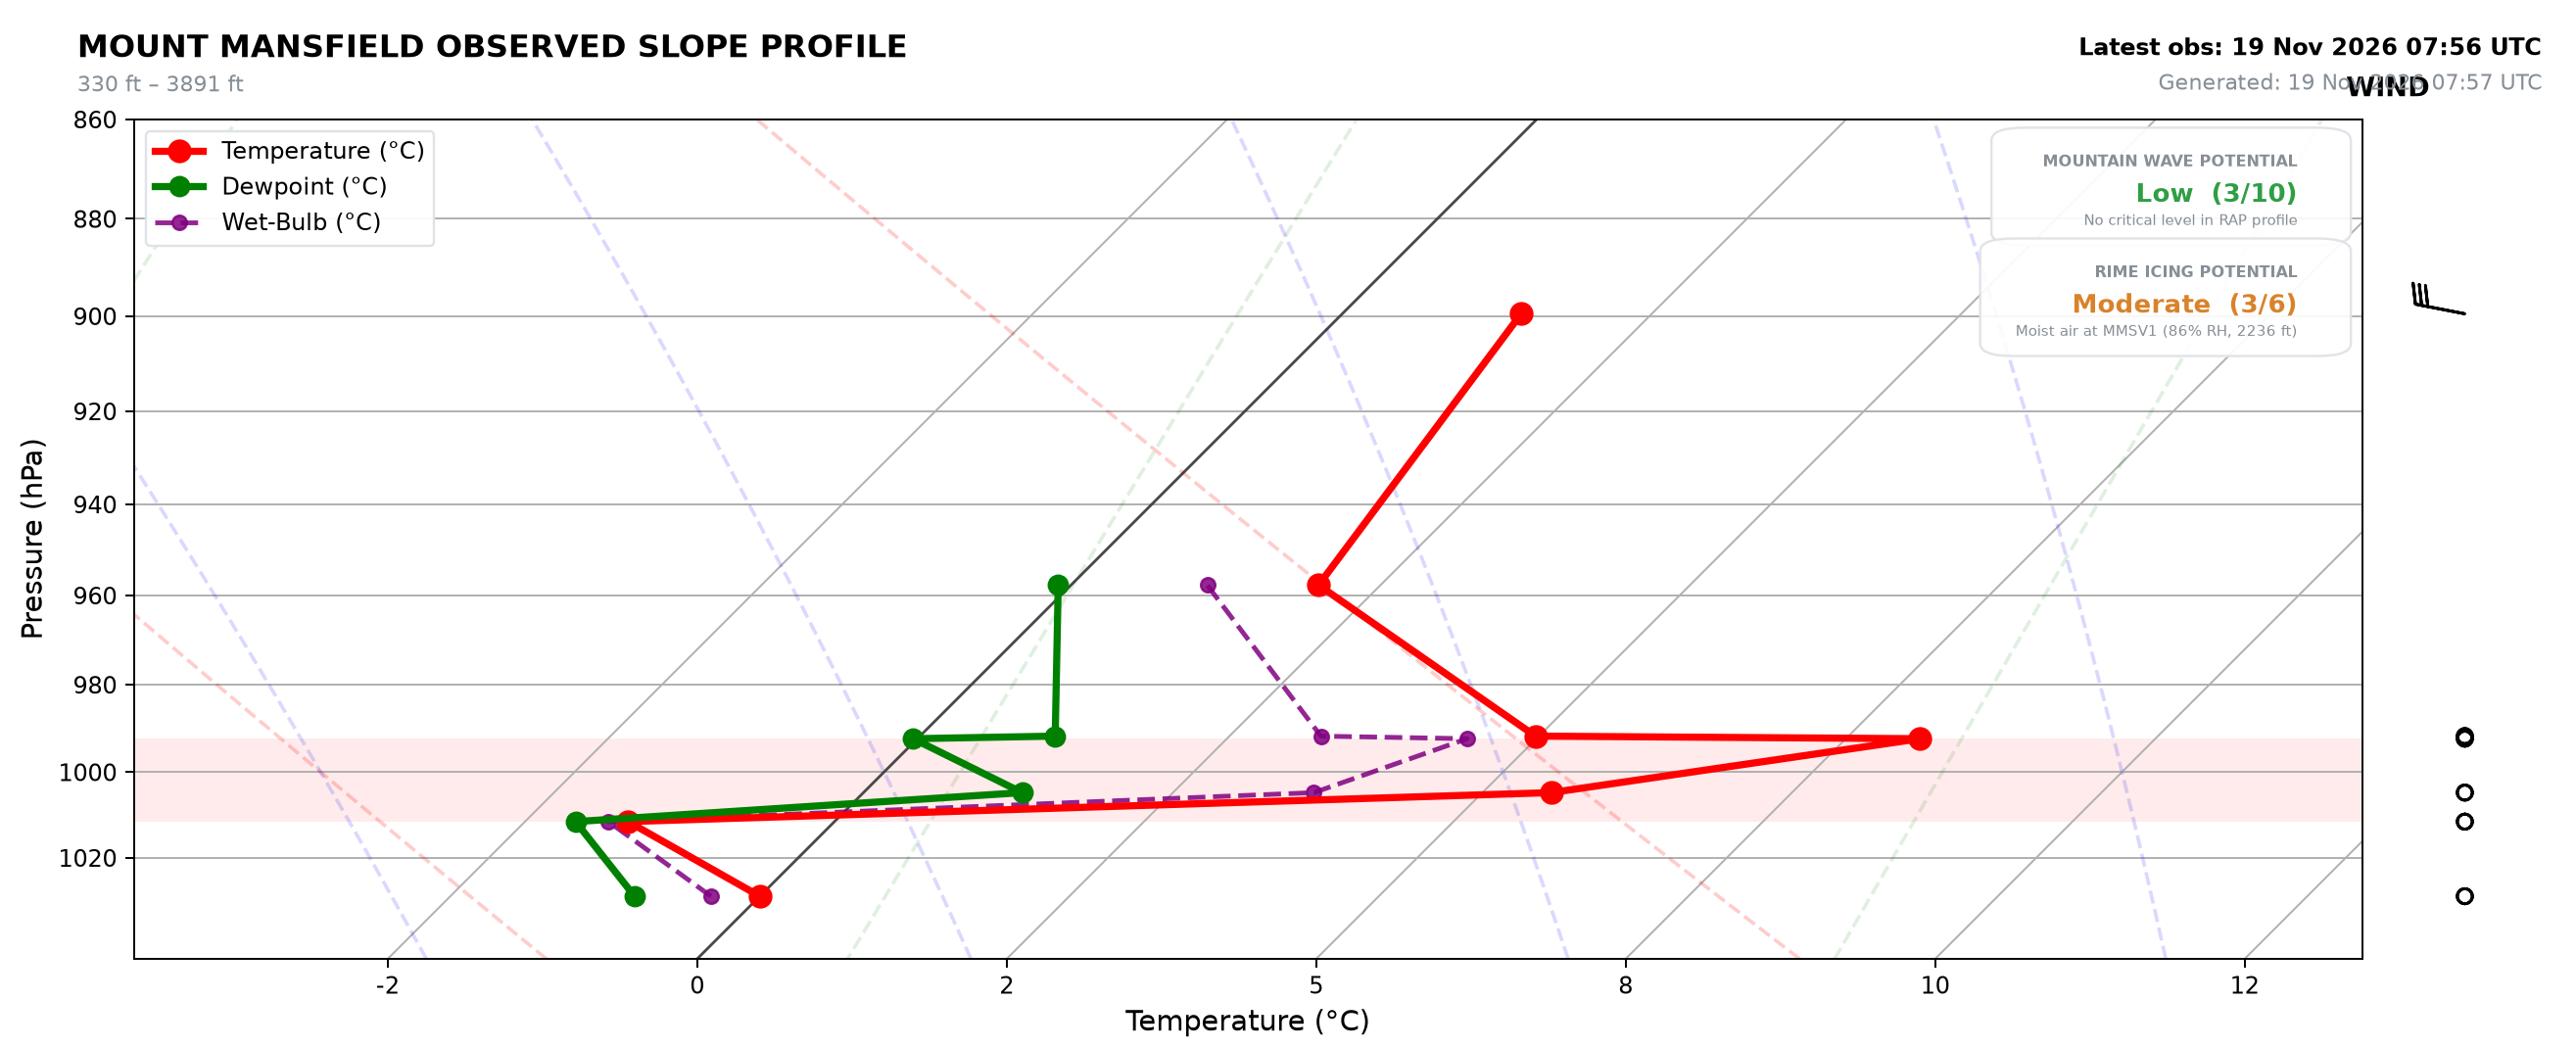 MOUNT MANSFIELD OBSERVED SLOPE PROFILE
330 ft – 3891 ft
Latest obs: 19 Nov 2026 07:56 UTC
Generated: 19 Nov 2026 07:57 UTC
WIND
Temperature (°C)
Dewpoint (°C)
Wet-Bulb (°C)
MOUNTAIN WAVE POTENTIAL
Low (3/10)
No critical level in RAP profile
RIME ICING POTENTIAL
Moderate (3/6)
Moist air at MMSV1 (86% RH, 2236 ft)
860
880
900
920
940
960
980
1000
1020
Pressure (hPa)
-2
0
2
5
8
10
12
Temperature (°C)